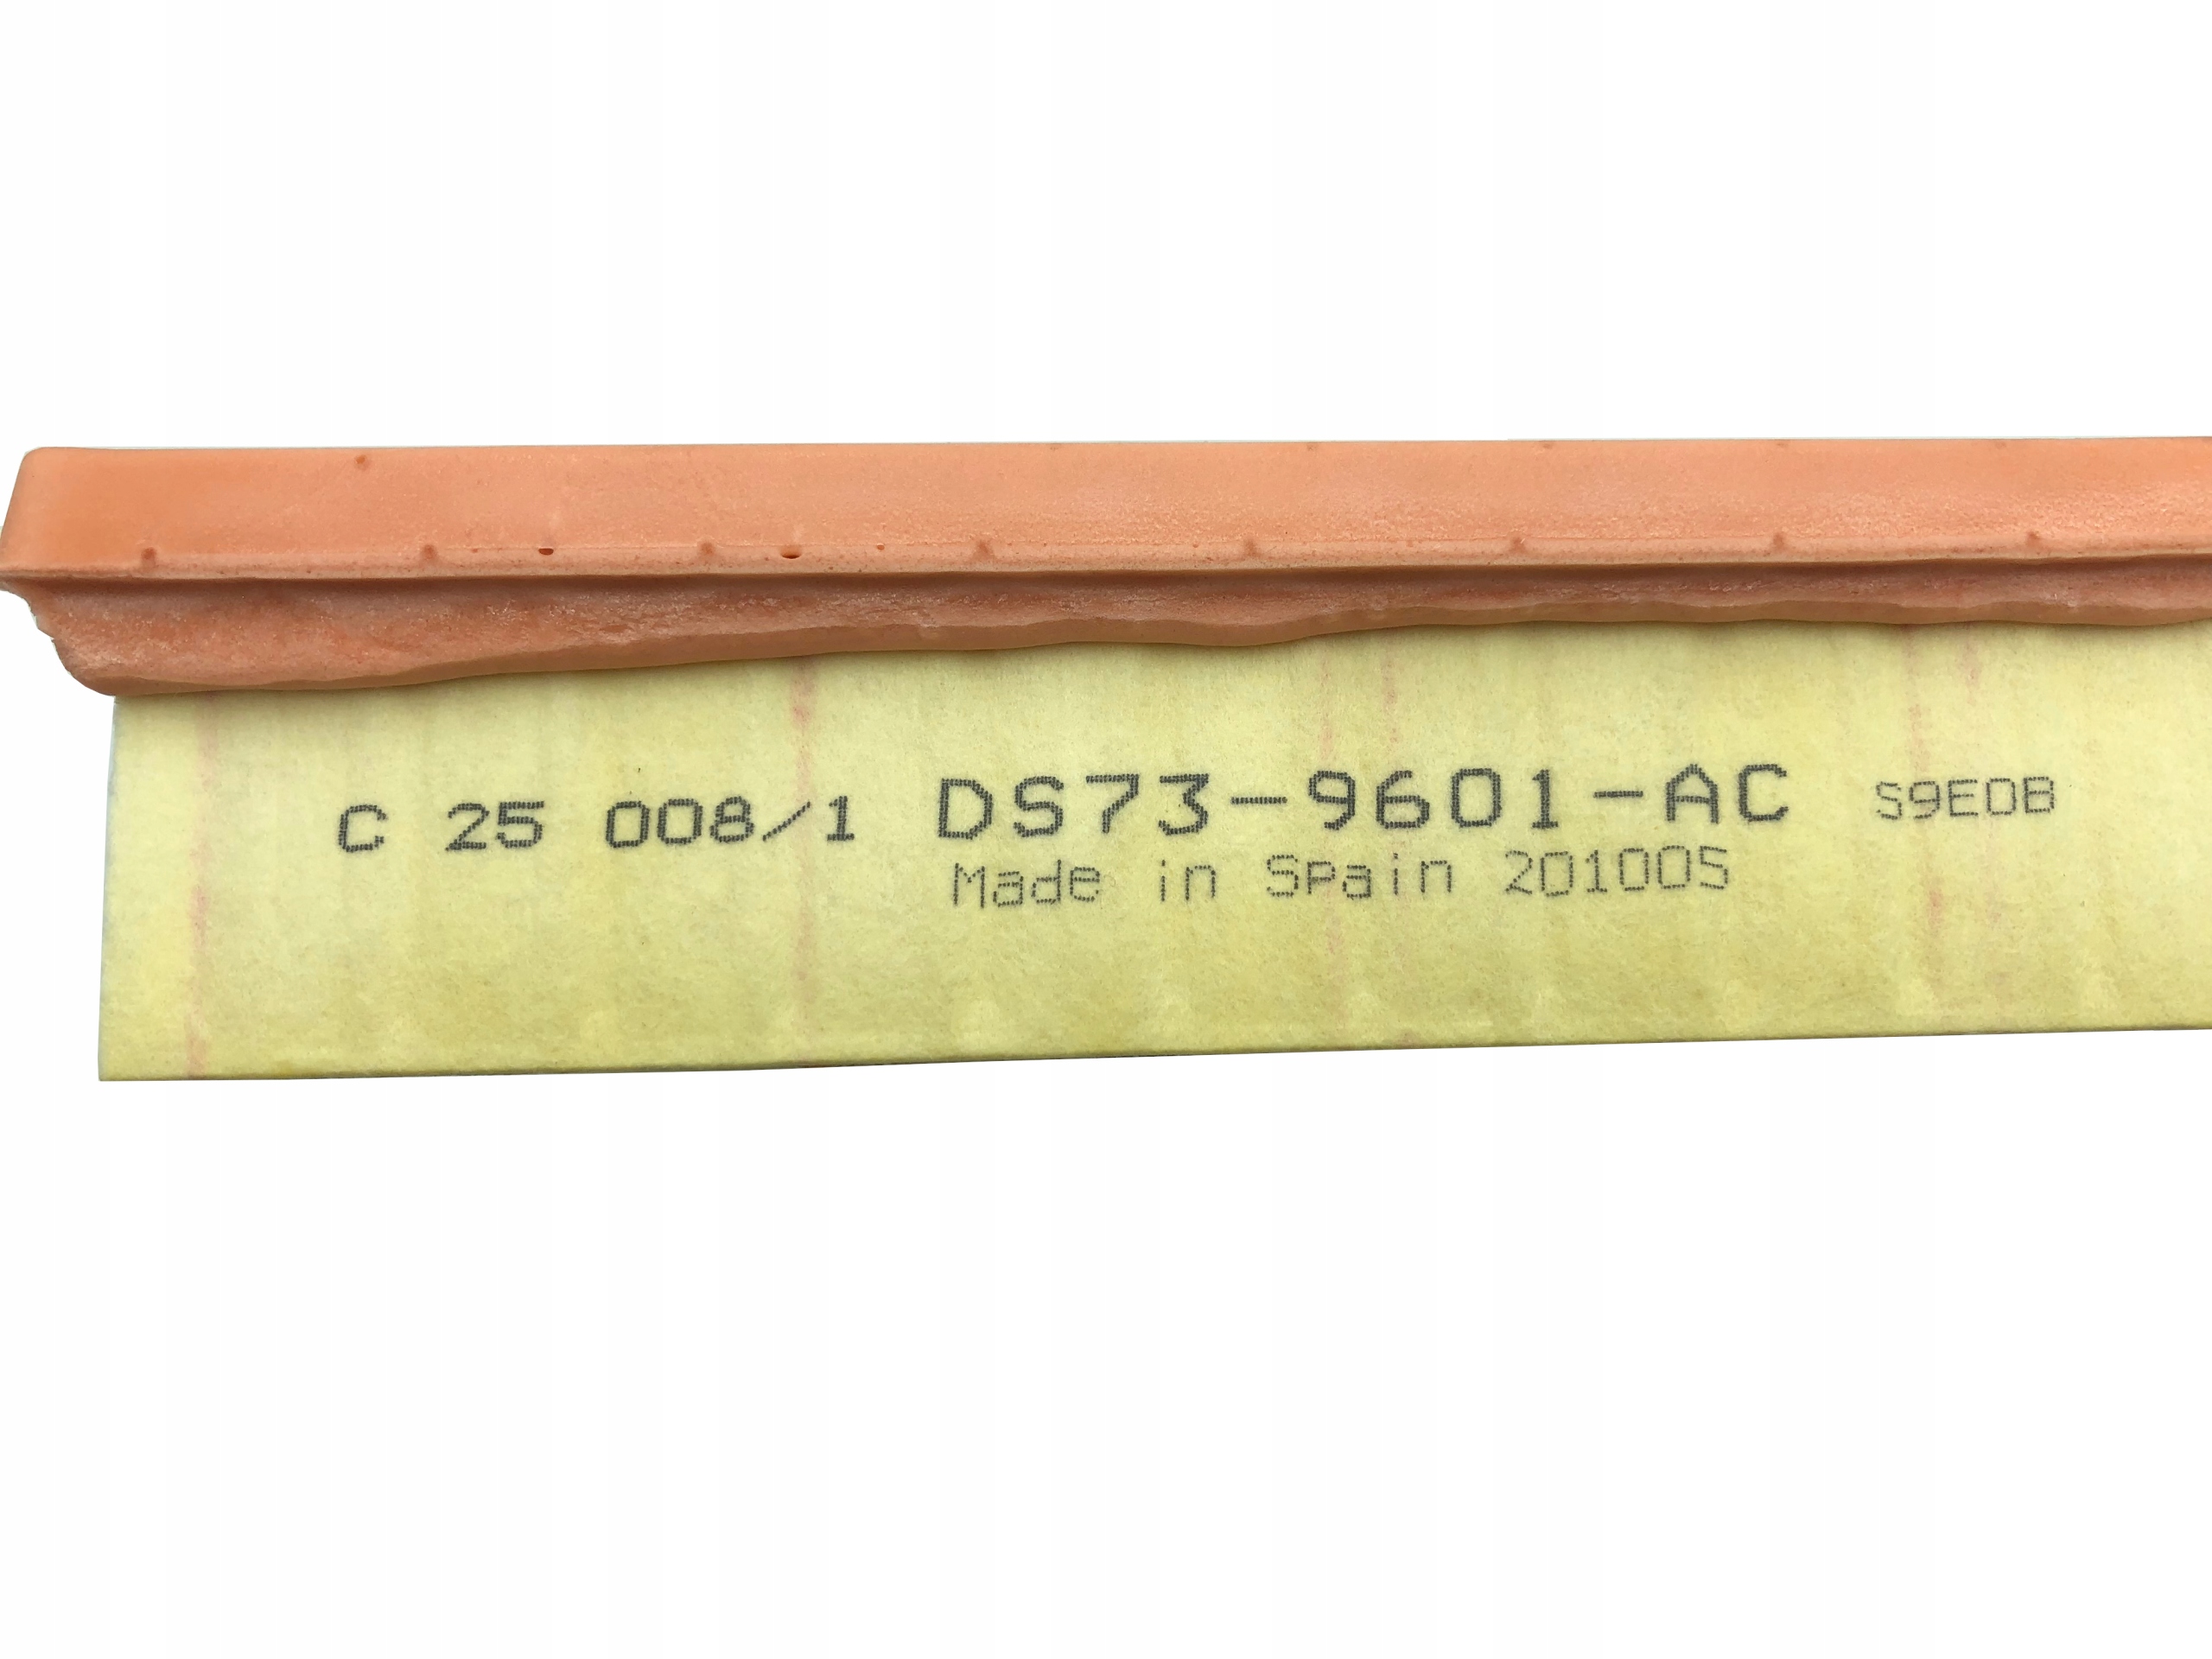 C 25 008/1 DS73-9601-AC S9EDB
Made in Spain 201005